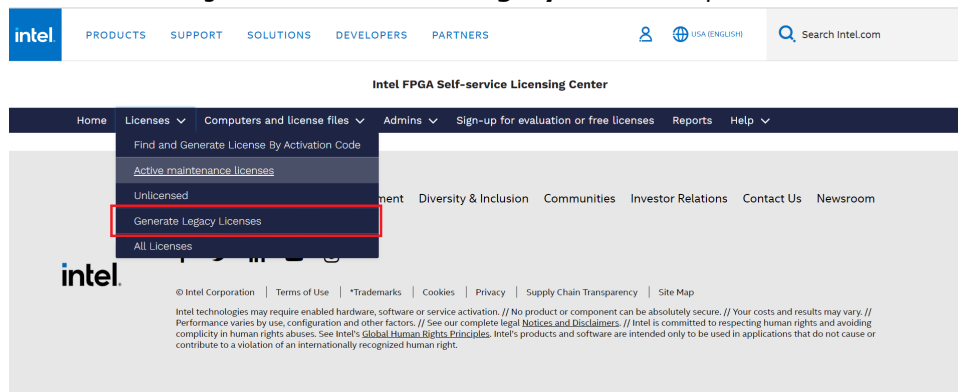 intel.
PRODUCTS SUPPORT SOLUTIONS DEVELOPERS PARTNERS USA (ENGLISH) Search Intel.com
Intel FPGA Self-service Licensing Center
Home Licenses Computers and license files Admins Sign-up for evaluation or free licenses Reports Help
Find and Generate License By Activation Code
Active maintenance licenses
Unlicensed
Diversity & Inclusion Communities Investor Relations Contact Us Newsroom
Generate Legacy Licenses
All Licenses
intel.
© Intel Corporation | Terms of Use | *Trademarks | Cookies | Privacy | Supply Chain Transparency | Site Map
Intel technologies may require enabled hardware, software or service activation. // No product or component can be absolutely secure. // Your costs and results may vary. //
Performance varies by use, configuration and other factors. // See our complete legal Notices and Disclaimers. // Intel is committed to respecting human rights and avoiding
complicity in human rights abuses. See Intel's Global Human Rights Principles. Intel's products and software are intended only to be used in applications that do not cause or
contribute to a violation of an internationally recognized human right.